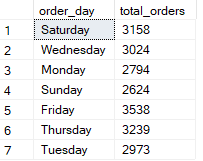 order_day total_orders
1 Saturday 3158
2 Wednesday 3024
3 Monday 2794
4 Sunday 2624
5 Friday 3538
6 Thursday 3239
7 Tuesday 2973